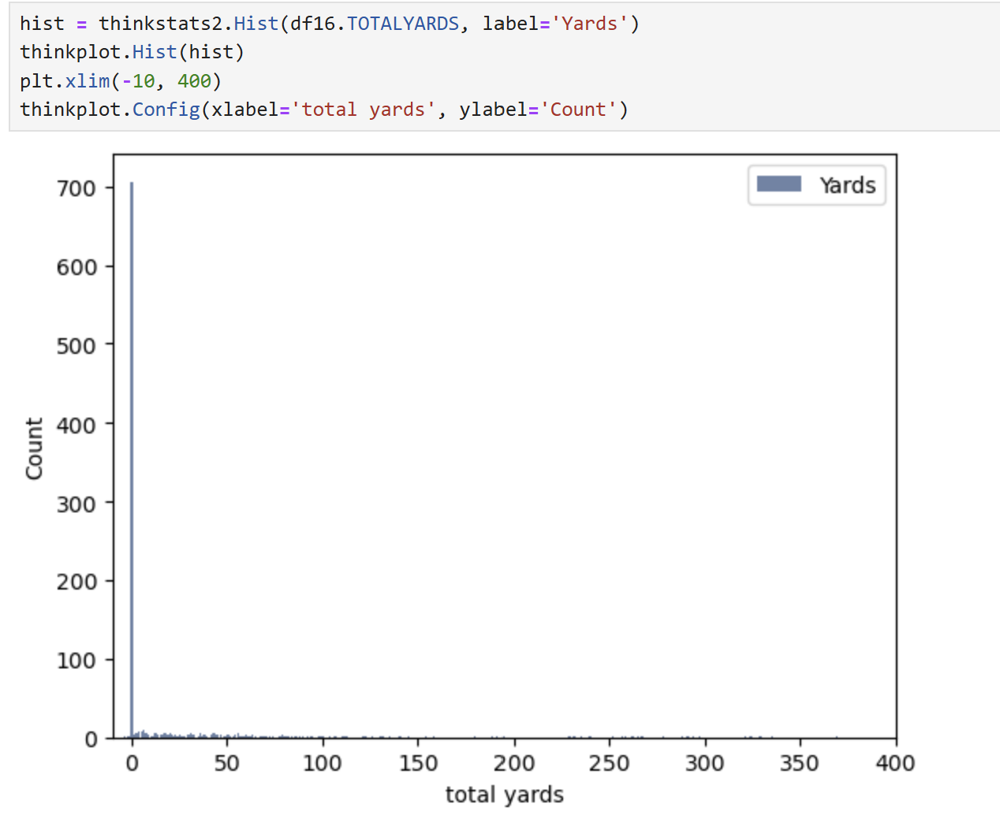 hist = thinkstats2.Hist(df16.TOTALYARDS, label='Yards')
thinkplot.Hist(hist)
plt.xlim(-10, 400)
thinkplot.Config(xlabel='total yards', ylabel='Count')
Yards
700
600
500
400
300
200
100
0
Count
0 50 100 150 200 250 300 350 400
total yards